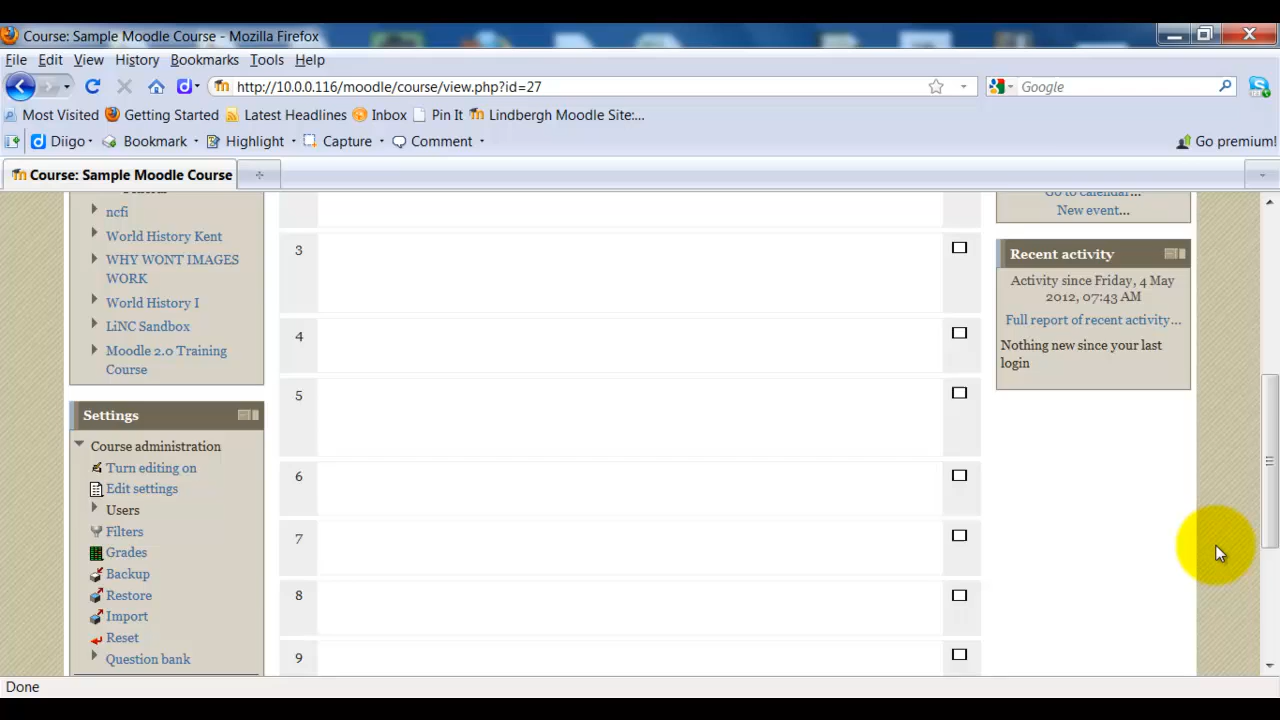 Course: Sample Moodle Course - Mozilla Firefox
File Edit View History Bookmarks Tools Help
http://10.0.0.116/moodle/course/view.php?id=27
Google
Most Visited Getting Started Latest Headlines Inbox Pin It Lindbergh Moodle Site:...
Diigo Bookmark Highlight Capture Comment Go premium!
Course: Sample Moodle Course
General
ncfi
World History Kent
WHY WONT IMAGES
WORK
World History I
LiNC Sandbox
Moodle 2.0 Training
Course
Settings
Course administration
Turn editing on
Edit settings
Users
Filters
Grades
Backup
Restore
Import
Reset
Question bank
3
4
5
6
7
8
9
Go to calendar...
New event...
Recent activity
Activity since Friday, 4 May
2012, 07:43 AM
Full report of recent activity...
Nothing new since your last
login
Done